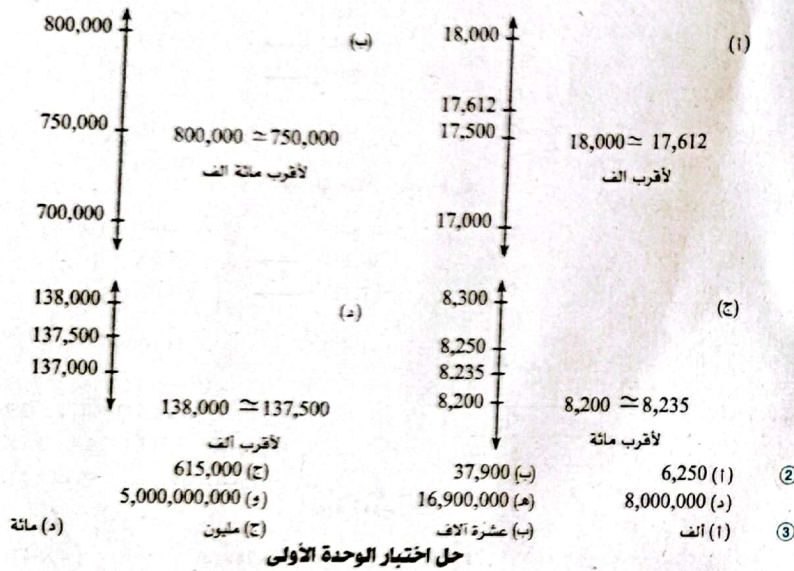 (أ)
18,000
17,612
17,500
17,000
18,000 ≃ 17,612
لأقرب الف
(ب)
800,000
750,000
700,000
800,000 ≃ 750,000
لأقرب مائة الف
(ج)
8,300
8,250
8,235
8,200
8,200 ≃ 8,235
لأقرب مائة
(د)
138,000
137,500
137,000
138,000 ≃ 137,500
لأقرب ألف
② (أ) 6,250 (ب) 37,900 (ج) 615,000
(د) 8,000,000 (هـ) 16,900,000 (و) 5,000,000,000
③ (أ) ألف (ب) عشرة آلاف (ج) مليون (د) مائة
حل اختبار الوحدة الأولى